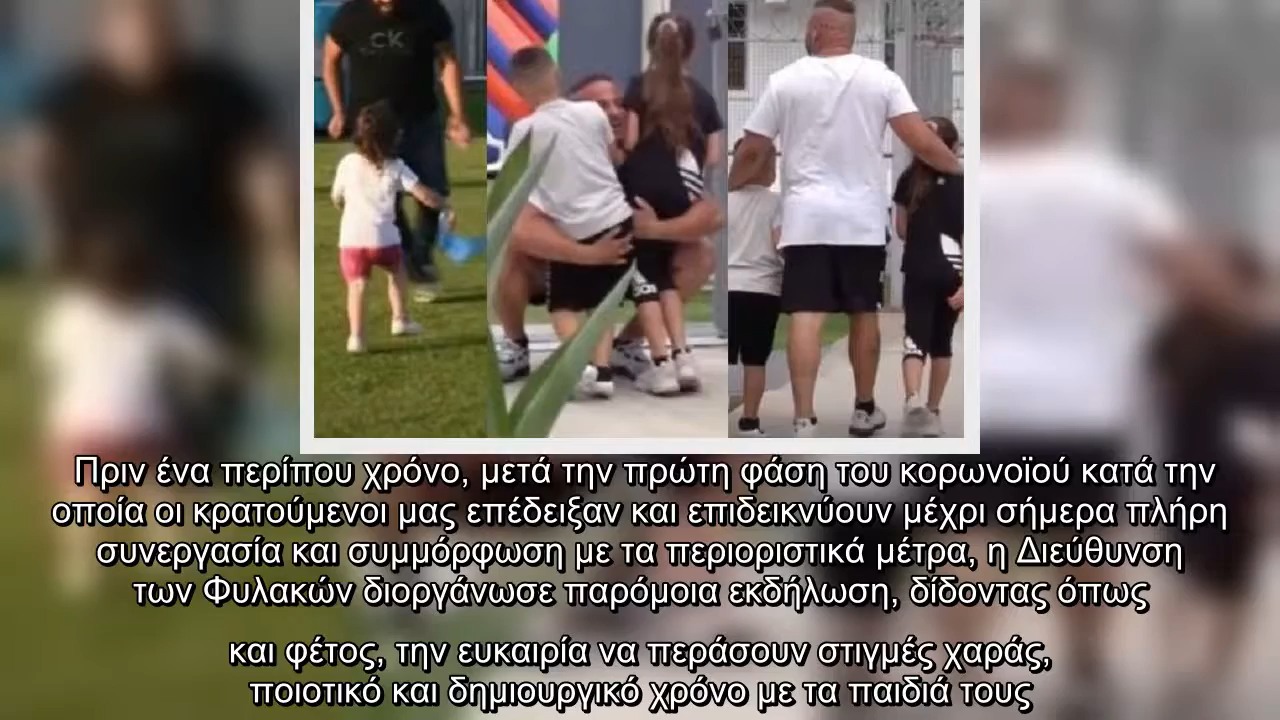 CK
Πριν ένα περίπου χρόνο, μετά την πρώτη φάση του κορωνοϊού κατά την
οποία οι κρατούμενοι μας επέδειξαν και επιδεικνύουν μέχρι σήμερα πλήρη
συνεργασία και συμμόρφωση με τα περιοριστικά μέτρα, η Διεύθυνση
των Φυλακών διοργάνωσε παρόμοια εκδήλωση, δίδοντας όπως
και φέτος, την ευκαιρία να περάσουν στιγμές χαράς,
ποιοτικό και δημιουργικό χρόνο με τα παιδιά τους